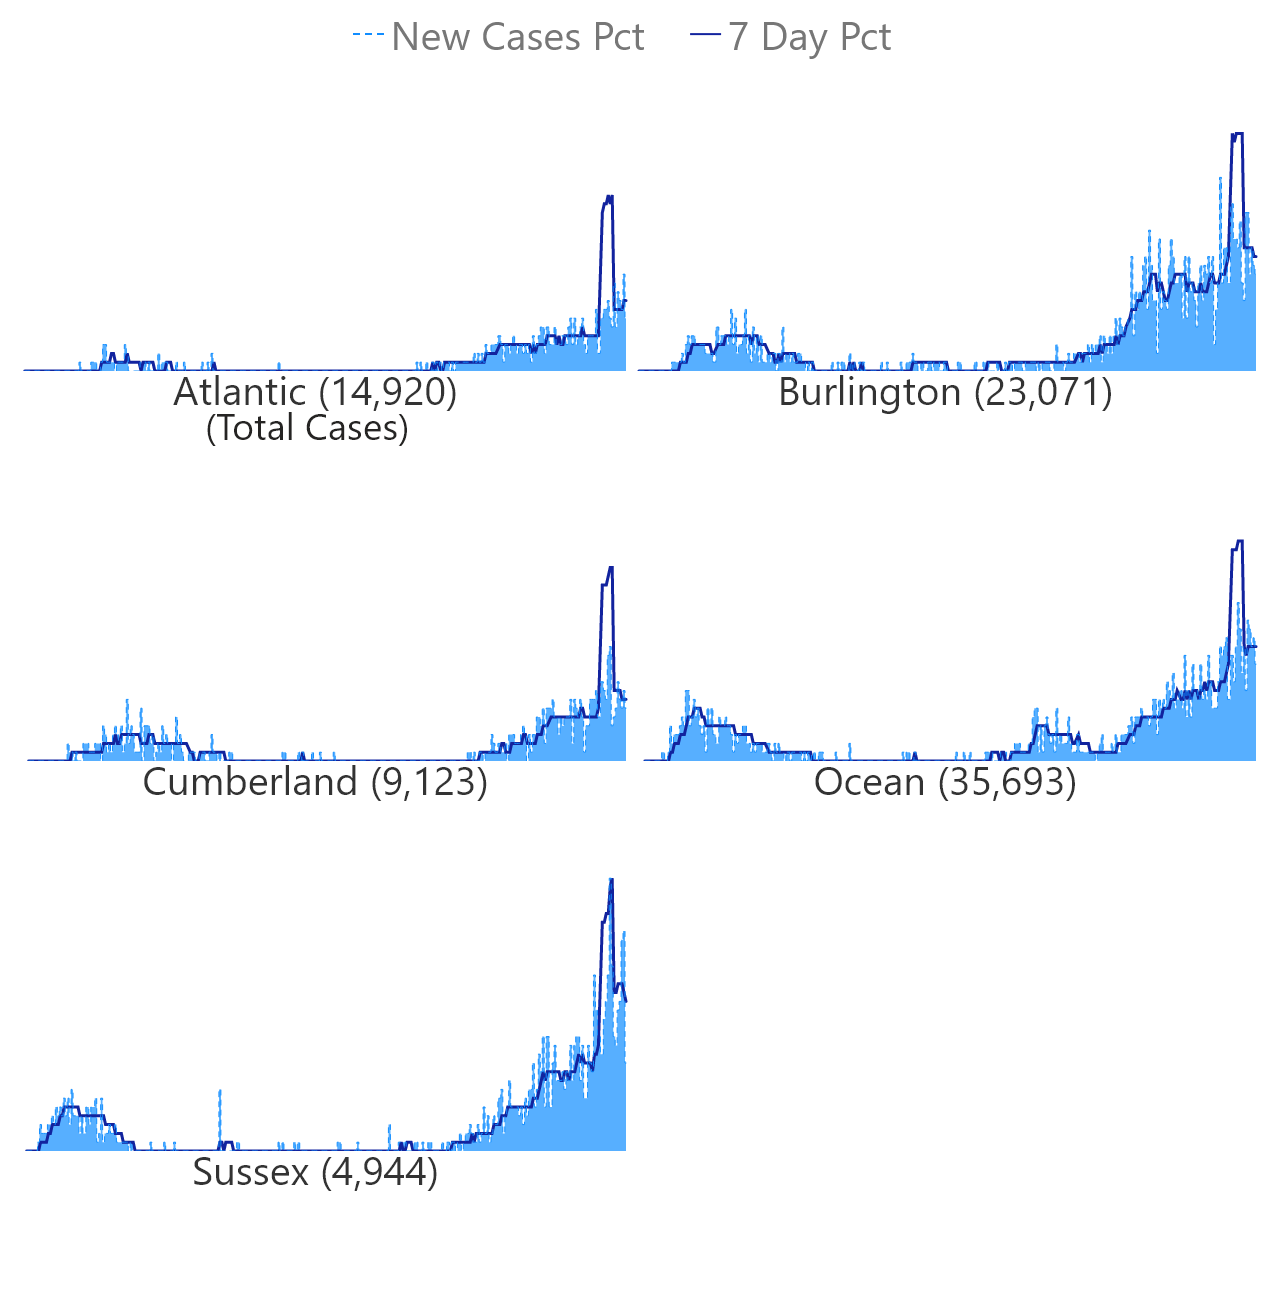 New Cases Pct 7 Day Pct
Atlantic (14,920)
(Total Cases)
Burlington (23,071)
Cumberland (9,123)
Ocean (35,693)
Sussex (4,944)